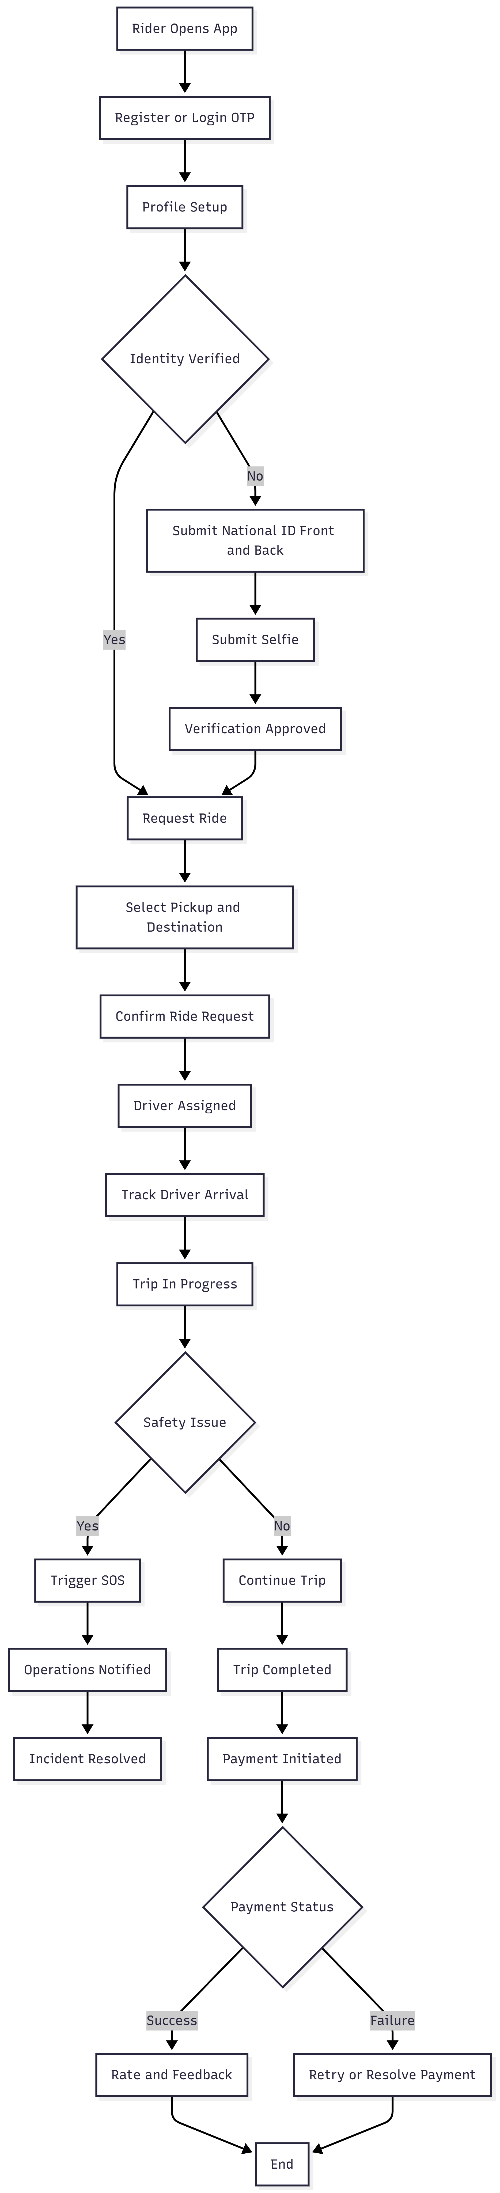 Rider Opens App
Register or Login OTP
Profile Setup
Identity Verified
No
Submit National ID Front
and Back
Yes
Submit Selfie
Verification Approved
Request Ride
Select Pickup and
Destination
Confirm Ride Request
Driver Assigned
Track Driver Arrival
Trip In Progress
Safety Issue
Yes
No
Trigger SOS
Continue Trip
Operations Notified
Trip Completed
Incident Resolved
Payment Initiated
Payment Status
Success
Failure
Rate and Feedback
Retry or Resolve Payment
End